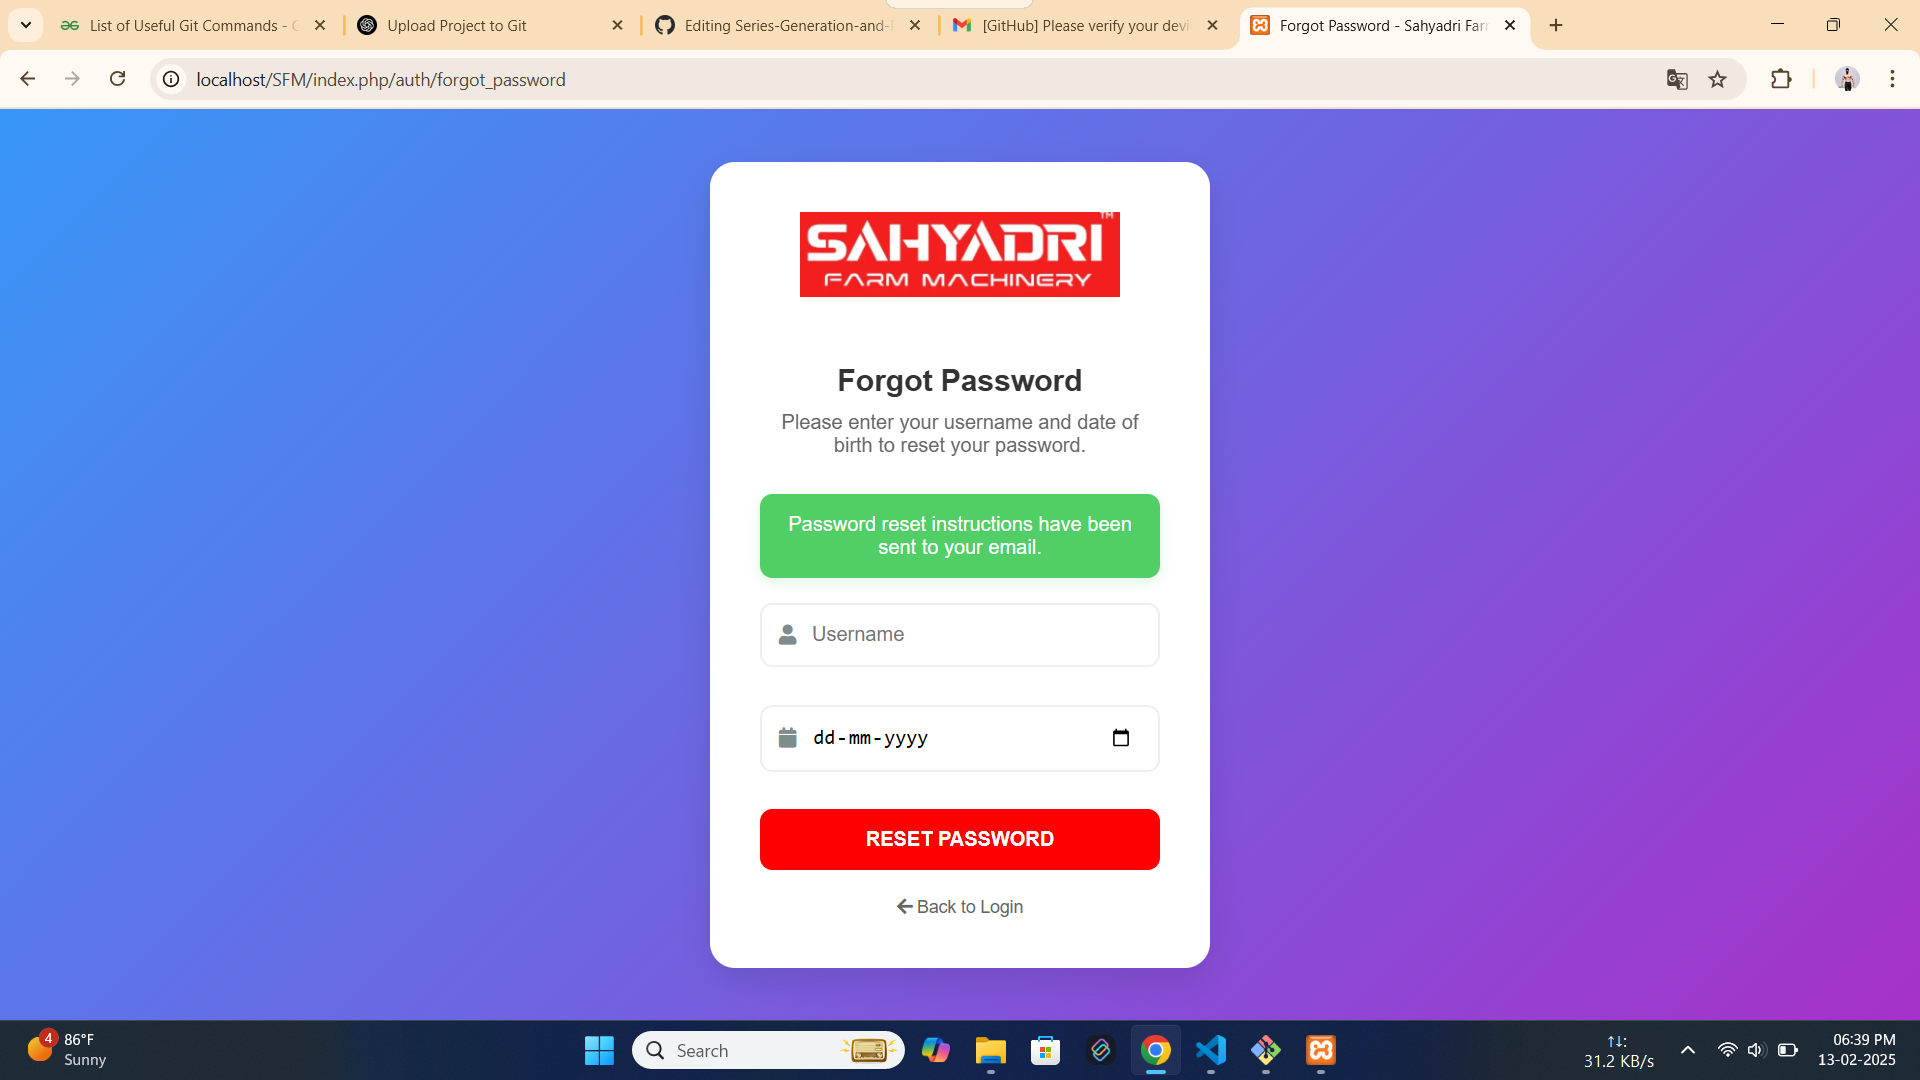 List of Useful Git Commands - G
Upload Project to Git
Editing Series-Generation-and-
[GitHub] Please verify your devi
Forgot Password - Sahyadri Farm
localhost/SFM/index.php/auth/forgot_password
SAHYADRI
TM
FARM MACHINERY
Forgot Password
Please enter your username and date of
birth to reset your password.
Password reset instructions have been
sent to your email.
Username
dd-mm-yyyy
RESET PASSWORD
Back to Login
4
86°F
Sunny
Search
31.2 KB/s
06:39 PM
13-02-2025